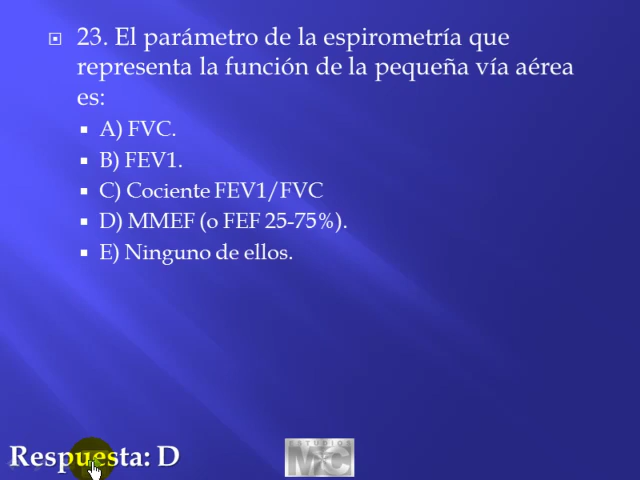 23. El parámetro de la espirometría que
representa la función de la pequeña vía aérea
es:
A) FVC.
B) FEV1.
C) Cociente FEV1/FVC
D) MMEF (o FEF 25-75%).
E) Ninguno de ellos.
Respuesta: D
ESTUDIOS
M C